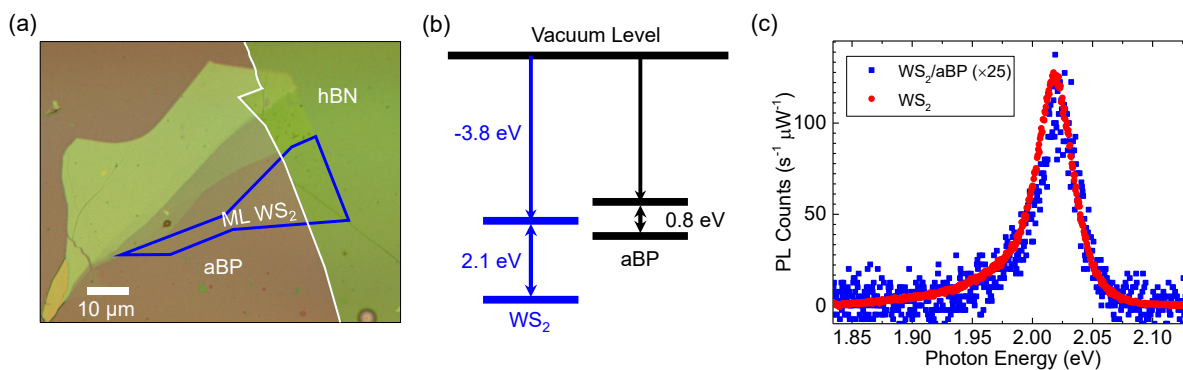 (a)
hBN
ML WS₂
aBP
10 μm
(b)
Vacuum Level
-3.8 eV
0.8 eV
2.1 eV
aBP
WS₂
(c)
WS₂/aBP (×25)
WS₂
PL Counts (s⁻¹ μW⁻¹)
100
50
0
1.85 1.90 1.95 2.00 2.05 2.10
Photon Energy (eV)